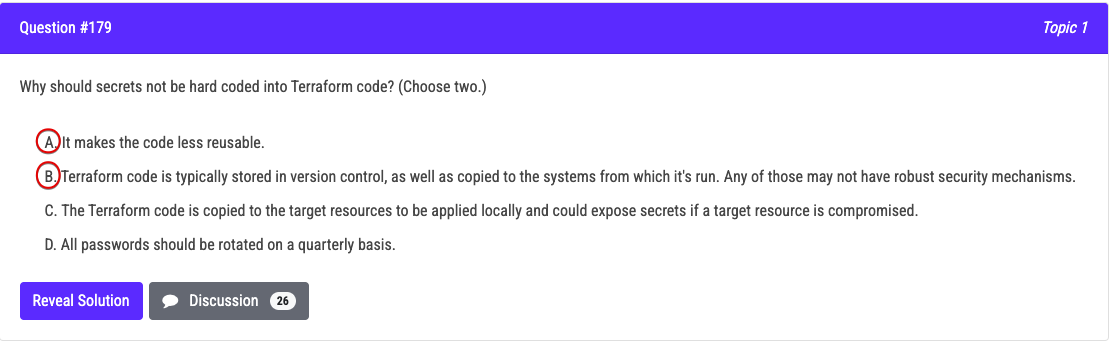 Question #179
Topic 1
Why should secrets not be hard coded into Terraform code? (Choose two.)
A. It makes the code less reusable.
B. Terraform code is typically stored in version control, as well as copied to the systems from which it's run. Any of those may not have robust security mechanisms.
C. The Terraform code is copied to the target resources to be applied locally and could expose secrets if a target resource is compromised.
D. All passwords should be rotated on a quarterly basis.
Reveal Solution
Discussion 26